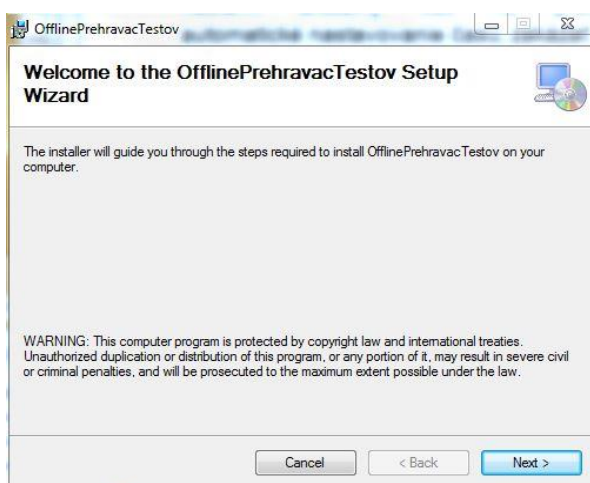 OfflinePrehravacTestov
automatické nastavovanie času
Welcome to the OfflinePrehravacTestov Setup
Wizard
The installer will guide you through the steps required to install OfflinePrehravacTestov on your
computer.
WARNING: This computer program is protected by copyright law and international treaties.
Unauthorized duplication or distribution of this program, or any portion of it, may result in severe civil
or criminal penalties, and will be prosecuted to the maximum extent possible under the law.
Cancel
< Back
Next >